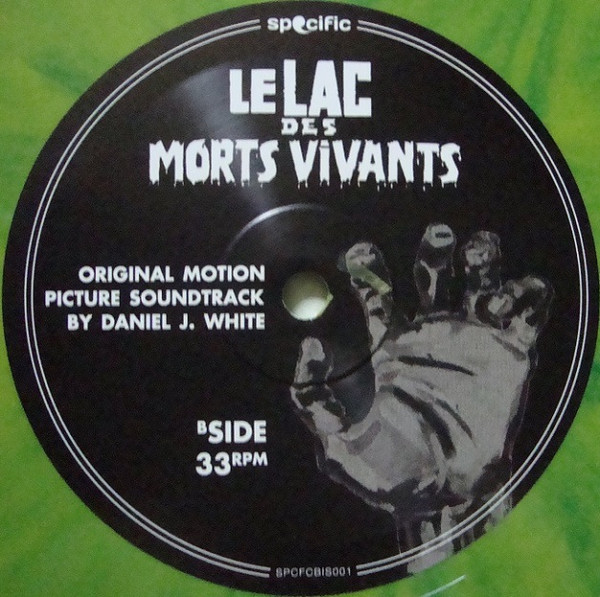 specific
LE LAC
DES
MORTS ViVANTS
ORIGINAL MOTION
PICTURE SOUNDTRACK
BY DANIEL J. WHITE
B SIDE
33 RPM
SPCFCBIS001